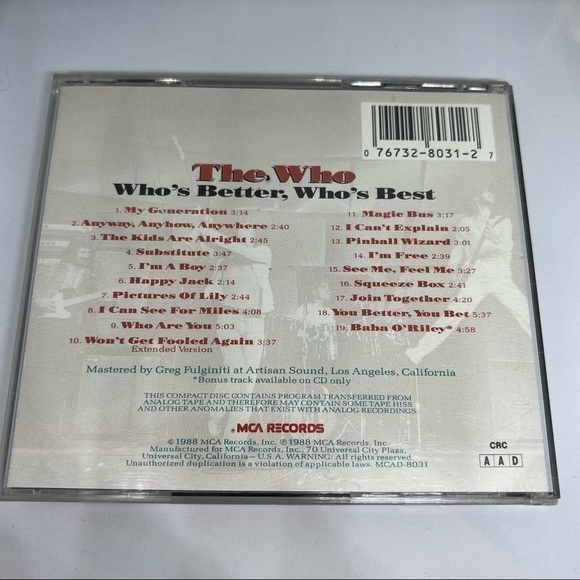 0 76732-8031-2 7
The Who
Who's Better, Who's Best
1. My Generation 3:14
2. Anyway, Anyhow, Anywhere 2:40
3. The Kids Are Alright 2:45
4. Substitute 3:47
5. I'm A Boy 2:37
6. Happy Jack 2:14
7. Pictures Of Lily 2:44
8. I Can See For Miles 4:08
9. Who Are You 5:03
10. Won't Get Fooled Again 3:37
Extended Version
11. Magic Bus 3:17
12. I Can't Explain 2:05
13. Pinball Wizard 3:01
14. I'm Free 2:39
15. See Me, Feel Me 3:27
16. Squeeze Box 2:41
17. Join Together 4:20
18. You Better, You Bet 5:37
19. Baba O'Riley* 4:58
Mastered by Greg Fulginiti at Artisan Sound, Los Angeles, California
*Bonus track available on CD only
THIS COMPACT DISC CONTAINS PROGRAM TRANSFERRED FROM
ANALOG TAPE AND THEREFORE MAY CONTAIN SOME TAPE HISS
AND OTHER ANOMALIES THAT EXIST WITH ANALOG RECORDINGS.
MCA RECORDS
© 1988 MCA Records, Inc. ℗ 1988 MCA Records, Inc.
Manufactured for MCA Records, Inc., 70 Universal City Plaza,
Universal City, California – U.S.A. WARNING: All rights reserved.
Unauthorized duplication is a violation of applicable laws. MCAD-8031
CRC
A A D